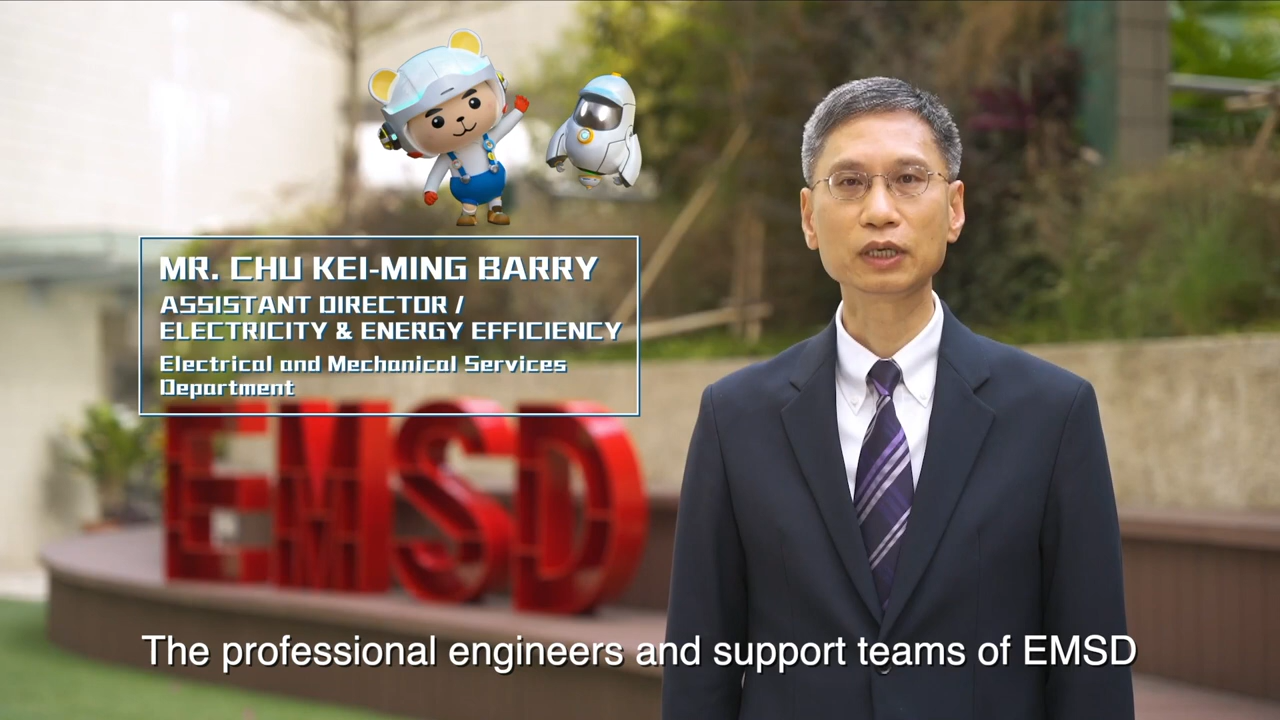 MR. CHU KEI-MING BARRY
ASSISTANT DIRECTOR /
ELECTRICITY & ENERGY EFFICIENCY
Electrical and Mechanical Services
Department
EMSD
The professional engineers and support teams of EMSD